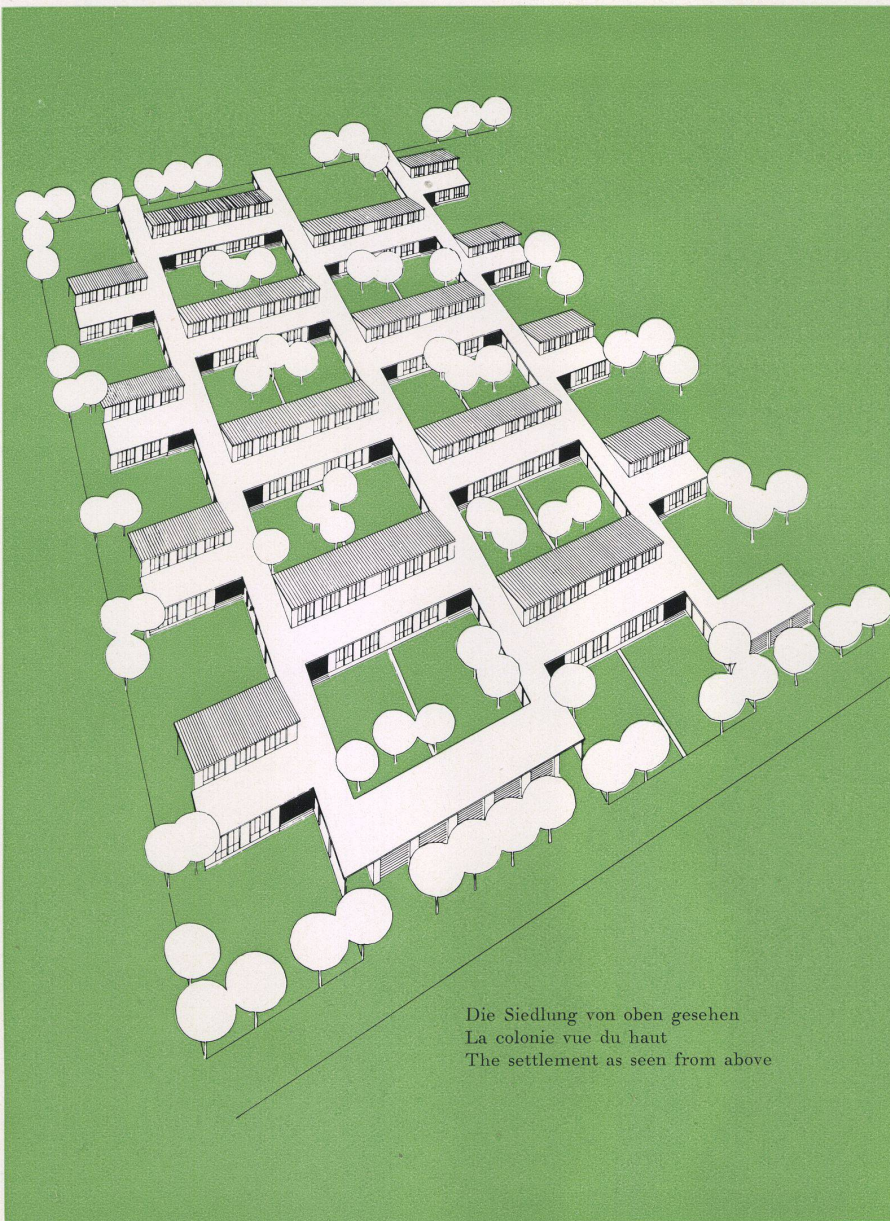 Die Siedlung von oben gesehen
La colonie vue du haut
The settlement as seen from above